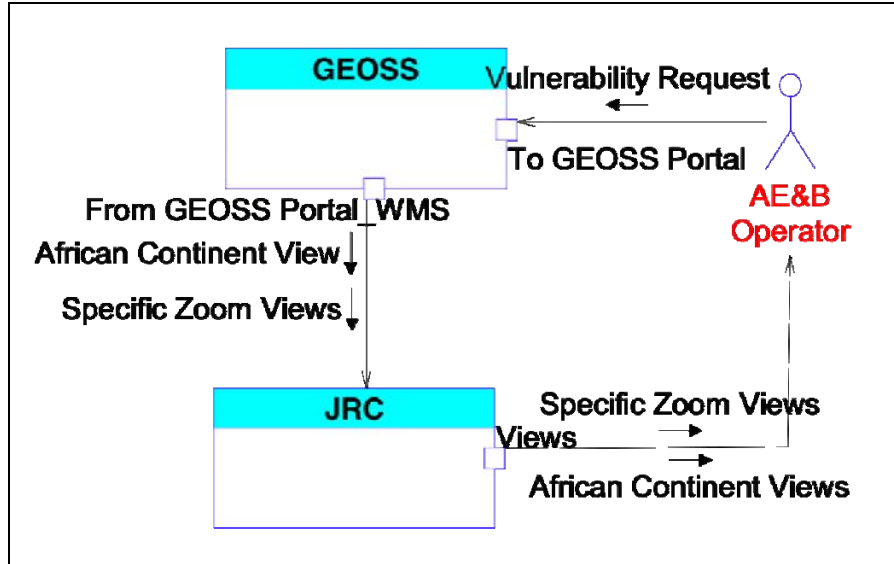 GEOSS
Vulnerability Request
To GEOSS Portal
AE&B
Operator
From GEOSS Portal_WMS
African Continent View
Specific Zoom Views
JRC
Specific Zoom Views
Views
African Continent Views